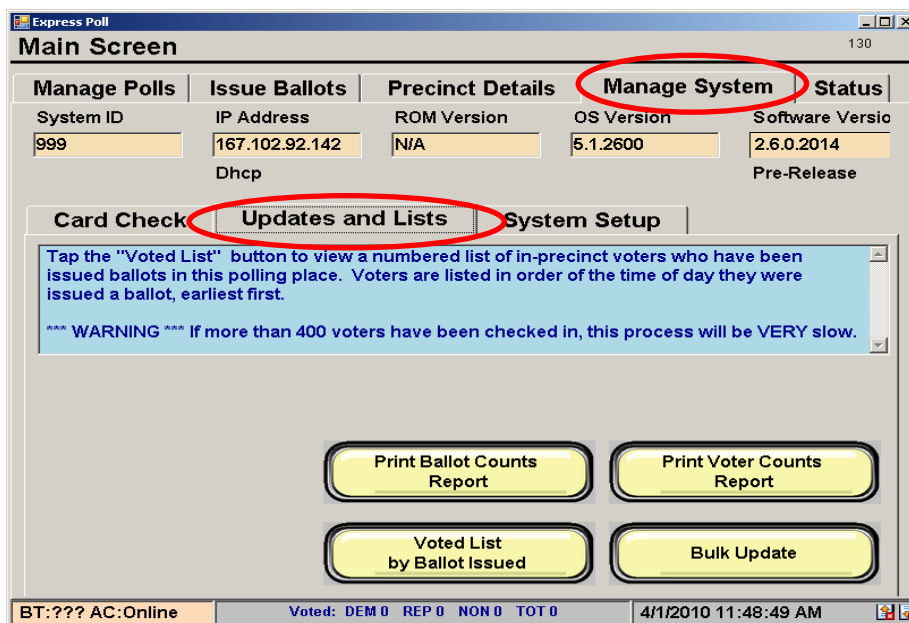 Express Poll
Main Screen
130
Manage Polls Issue Ballots Precinct Details Manage System Status
System ID IP Address ROM Version OS Version Software Versio
999 167.102.92.142 N/A 5.1.2600 2.6.0.2014
Dhcp Pre-Release
Card Check Updates and Lists System Setup
Tap the "Voted List" button to view a numbered list of in-precinct voters who have been
issued ballots in this polling place. Voters are listed in order of the time of day they were
issued a ballot, earliest first.
*** WARNING *** If more than 400 voters have been checked in, this process will be VERY slow.
Print Ballot Counts
Report
Print Voter Counts
Report
Voted List
by Ballot Issued
Bulk Update
BT:??? AC:Online Voted: DEM 0 REP 0 NON 0 TOT 0 4/1/2010 11:48:49 AM